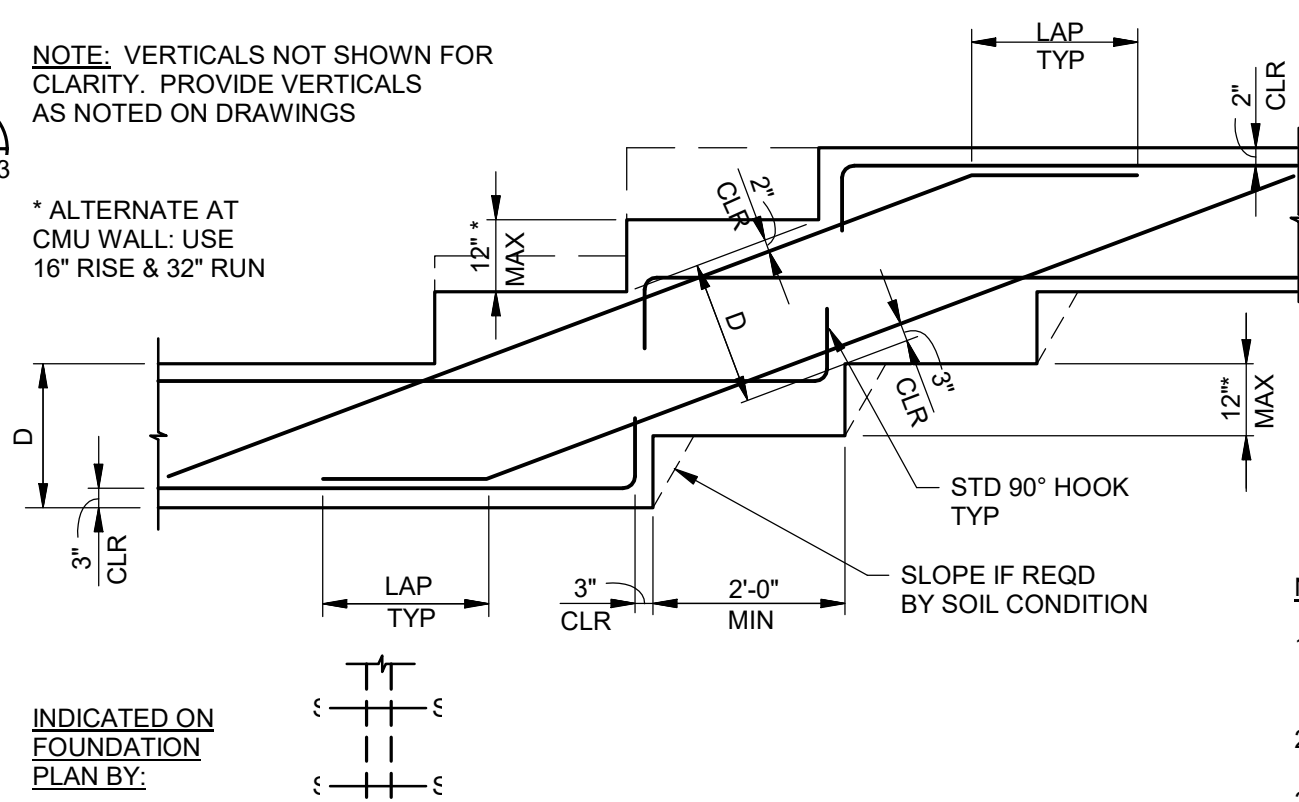 NOTE: VERTICALS NOT SHOWN FOR
CLARITY. PROVIDE VERTICALS
AS NOTED ON DRAWINGS
3
* ALTERNATE AT
CMU WALL: USE
16" RISE & 32" RUN
LAP
TYP
2"
CLR
2"
CLR
12" *
MAX
D
D
3"
CLR
12"*
MAX
STD 90° HOOK
TYP
SLOPE IF REQD
BY SOIL CONDITION
3"
CLR
LAP
TYP
3"
CLR
2'-0"
MIN
INDICATED ON
FOUNDATION
PLAN BY: